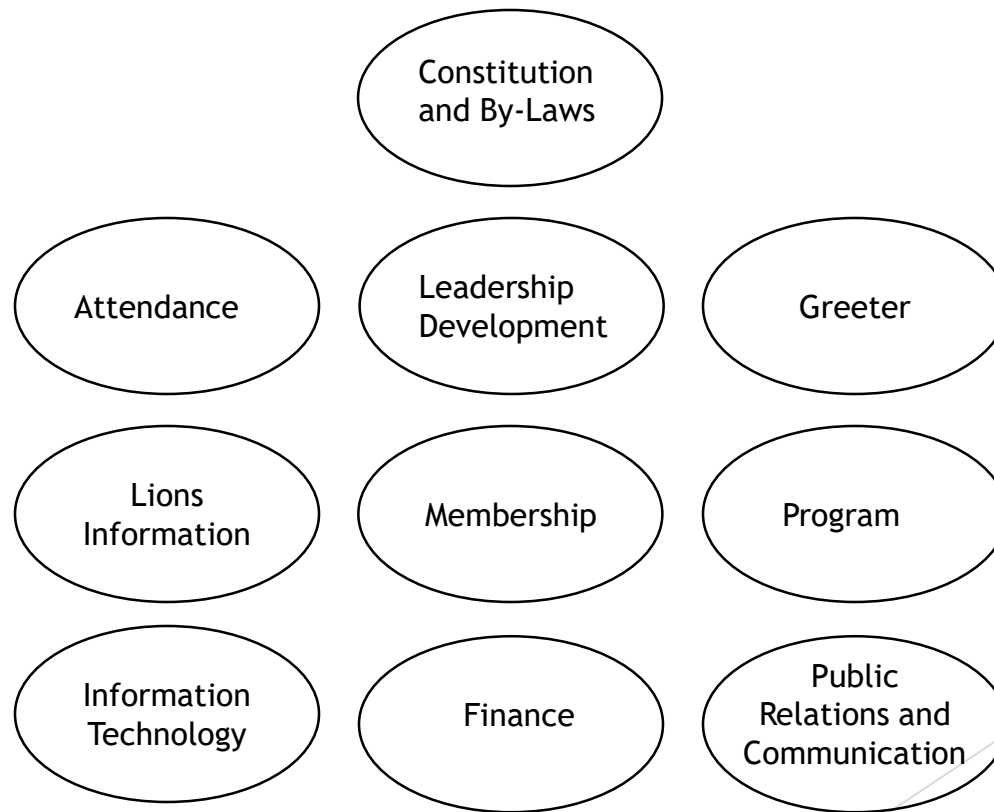 Constitution
and By-Laws
Attendance
Leadership
Development
Greeter
Lions
Information
Membership
Program
Information
Technology
Finance
Public
Relations and
Communication